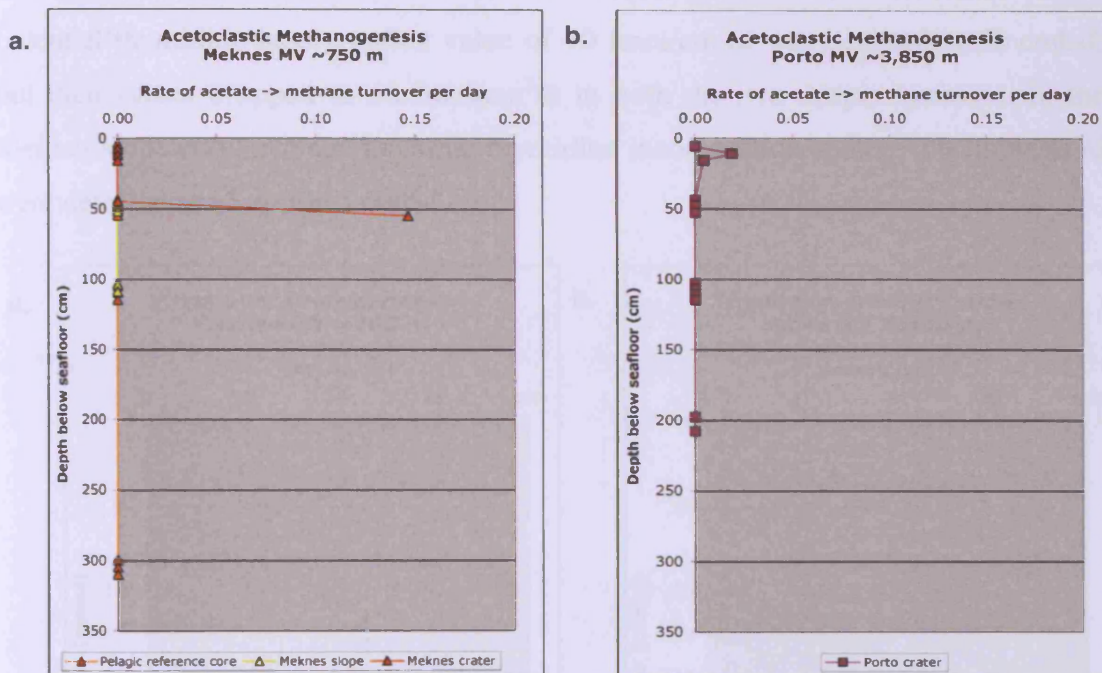 a.
Acetoclastic Methanogenesis
Meknes MV ~750 m
Rate of acetate -> methane turnover per day
0.00 0.05 0.10 0.15 0.20
0
50
100
150
200
250
300
350
Depth below seafloor (cm)
Pelagic reference core Meknes slope Meknes crater
b.
Acetoclastic Methanogenesis
Porto MV ~3,850 m
Rate of acetate -> methane turnover per day
0.00 0.05 0.10 0.15 0.20
0
50
100
150
200
250
300
350
Depth below seafloor (cm)
Porto crater